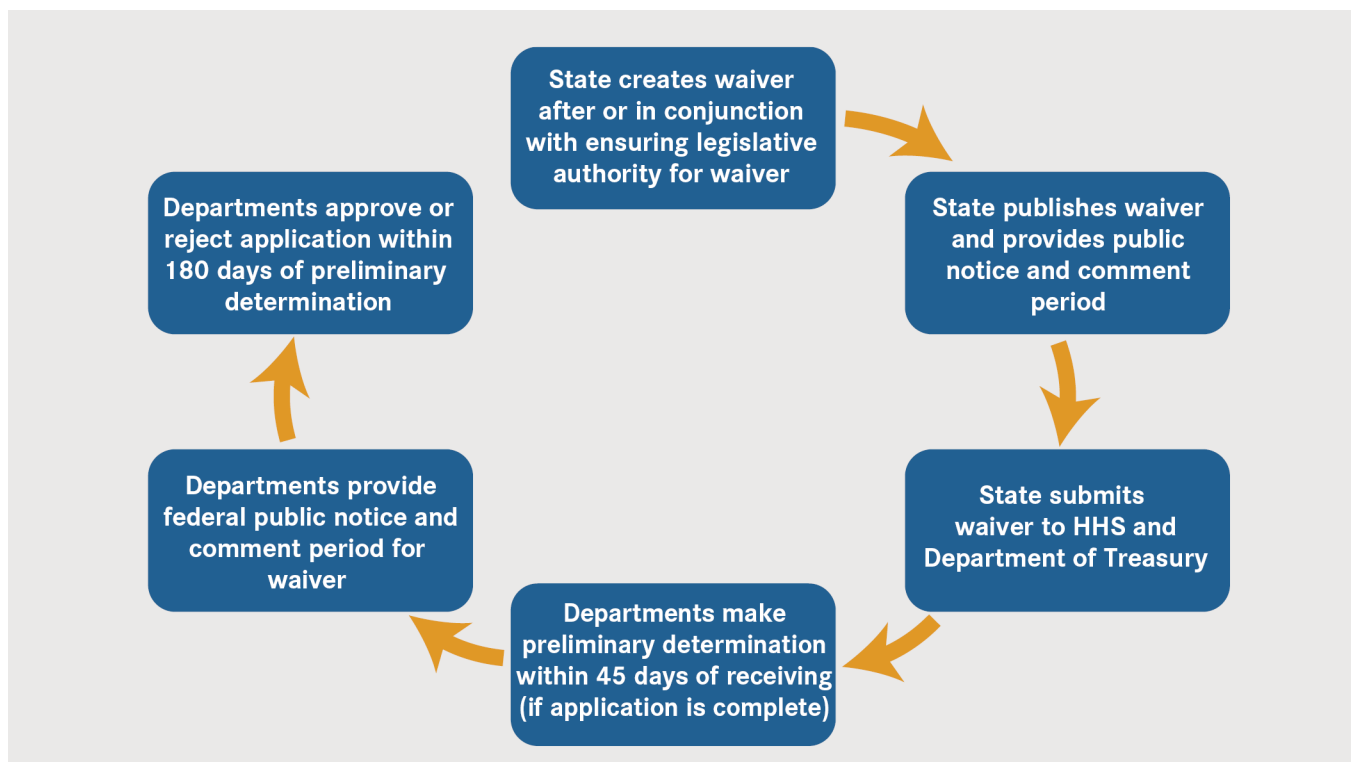 State creates waiver
after or in conjunction
with ensuring legislative
authority for waiver
State publishes waiver
and provides public
notice and comment
period
State submits
waiver to HHS and
Department of Treasury
Departments make
preliminary determination
within 45 days of receiving
(if application is complete)
Departments provide
federal public notice and
comment period for
waiver
Departments approve or
reject application within
180 days of preliminary
determination